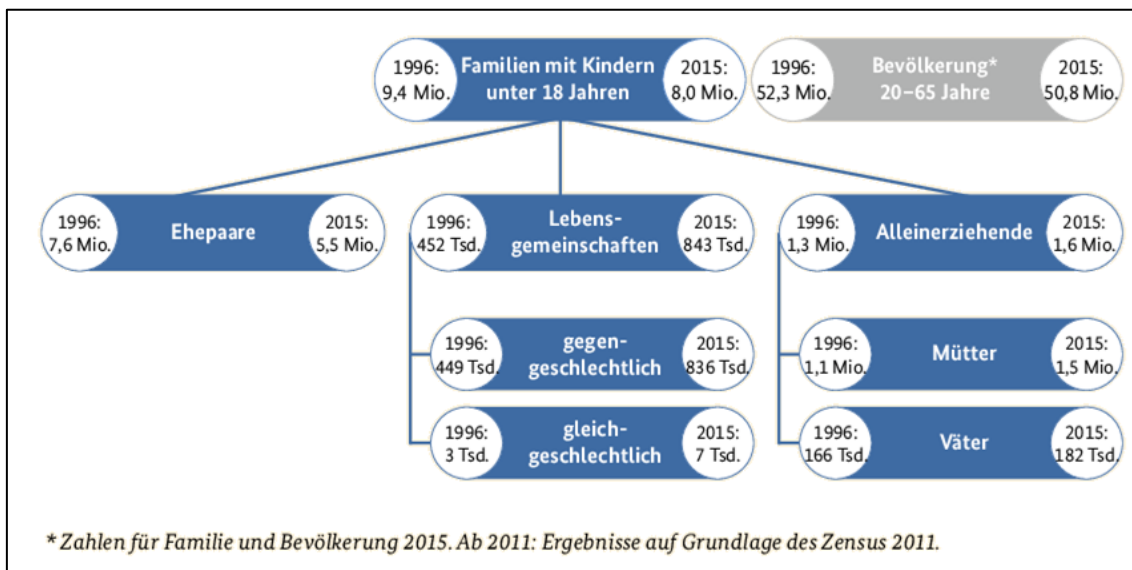 1996:
9,4 Mio.
Familien mit Kindern
unter 18 Jahren
2015:
8,0 Mio.
1996:
52,3 Mio.
Bevölkerung*
20–65 Jahre
2015:
50,8 Mio.
1996:
7,6 Mio.
Ehepaare
2015:
5,5 Mio.
1996:
452 Tsd.
Lebens-
gemeinschaften
2015:
843 Tsd.
1996:
1,3 Mio.
Alleinerziehende
2015:
1,6 Mio.
1996:
449 Tsd.
gegen-
geschlechtlich
2015:
836 Tsd.
1996:
1,1 Mio.
Mütter
2015:
1,5 Mio.
1996:
3 Tsd.
gleich-
geschlechtlich
2015:
7 Tsd.
1996:
166 Tsd.
Väter
2015:
182 Tsd.
* Zahlen für Familie und Bevölkerung 2015. Ab 2011: Ergebnisse auf Grundlage des Zensus 2011.